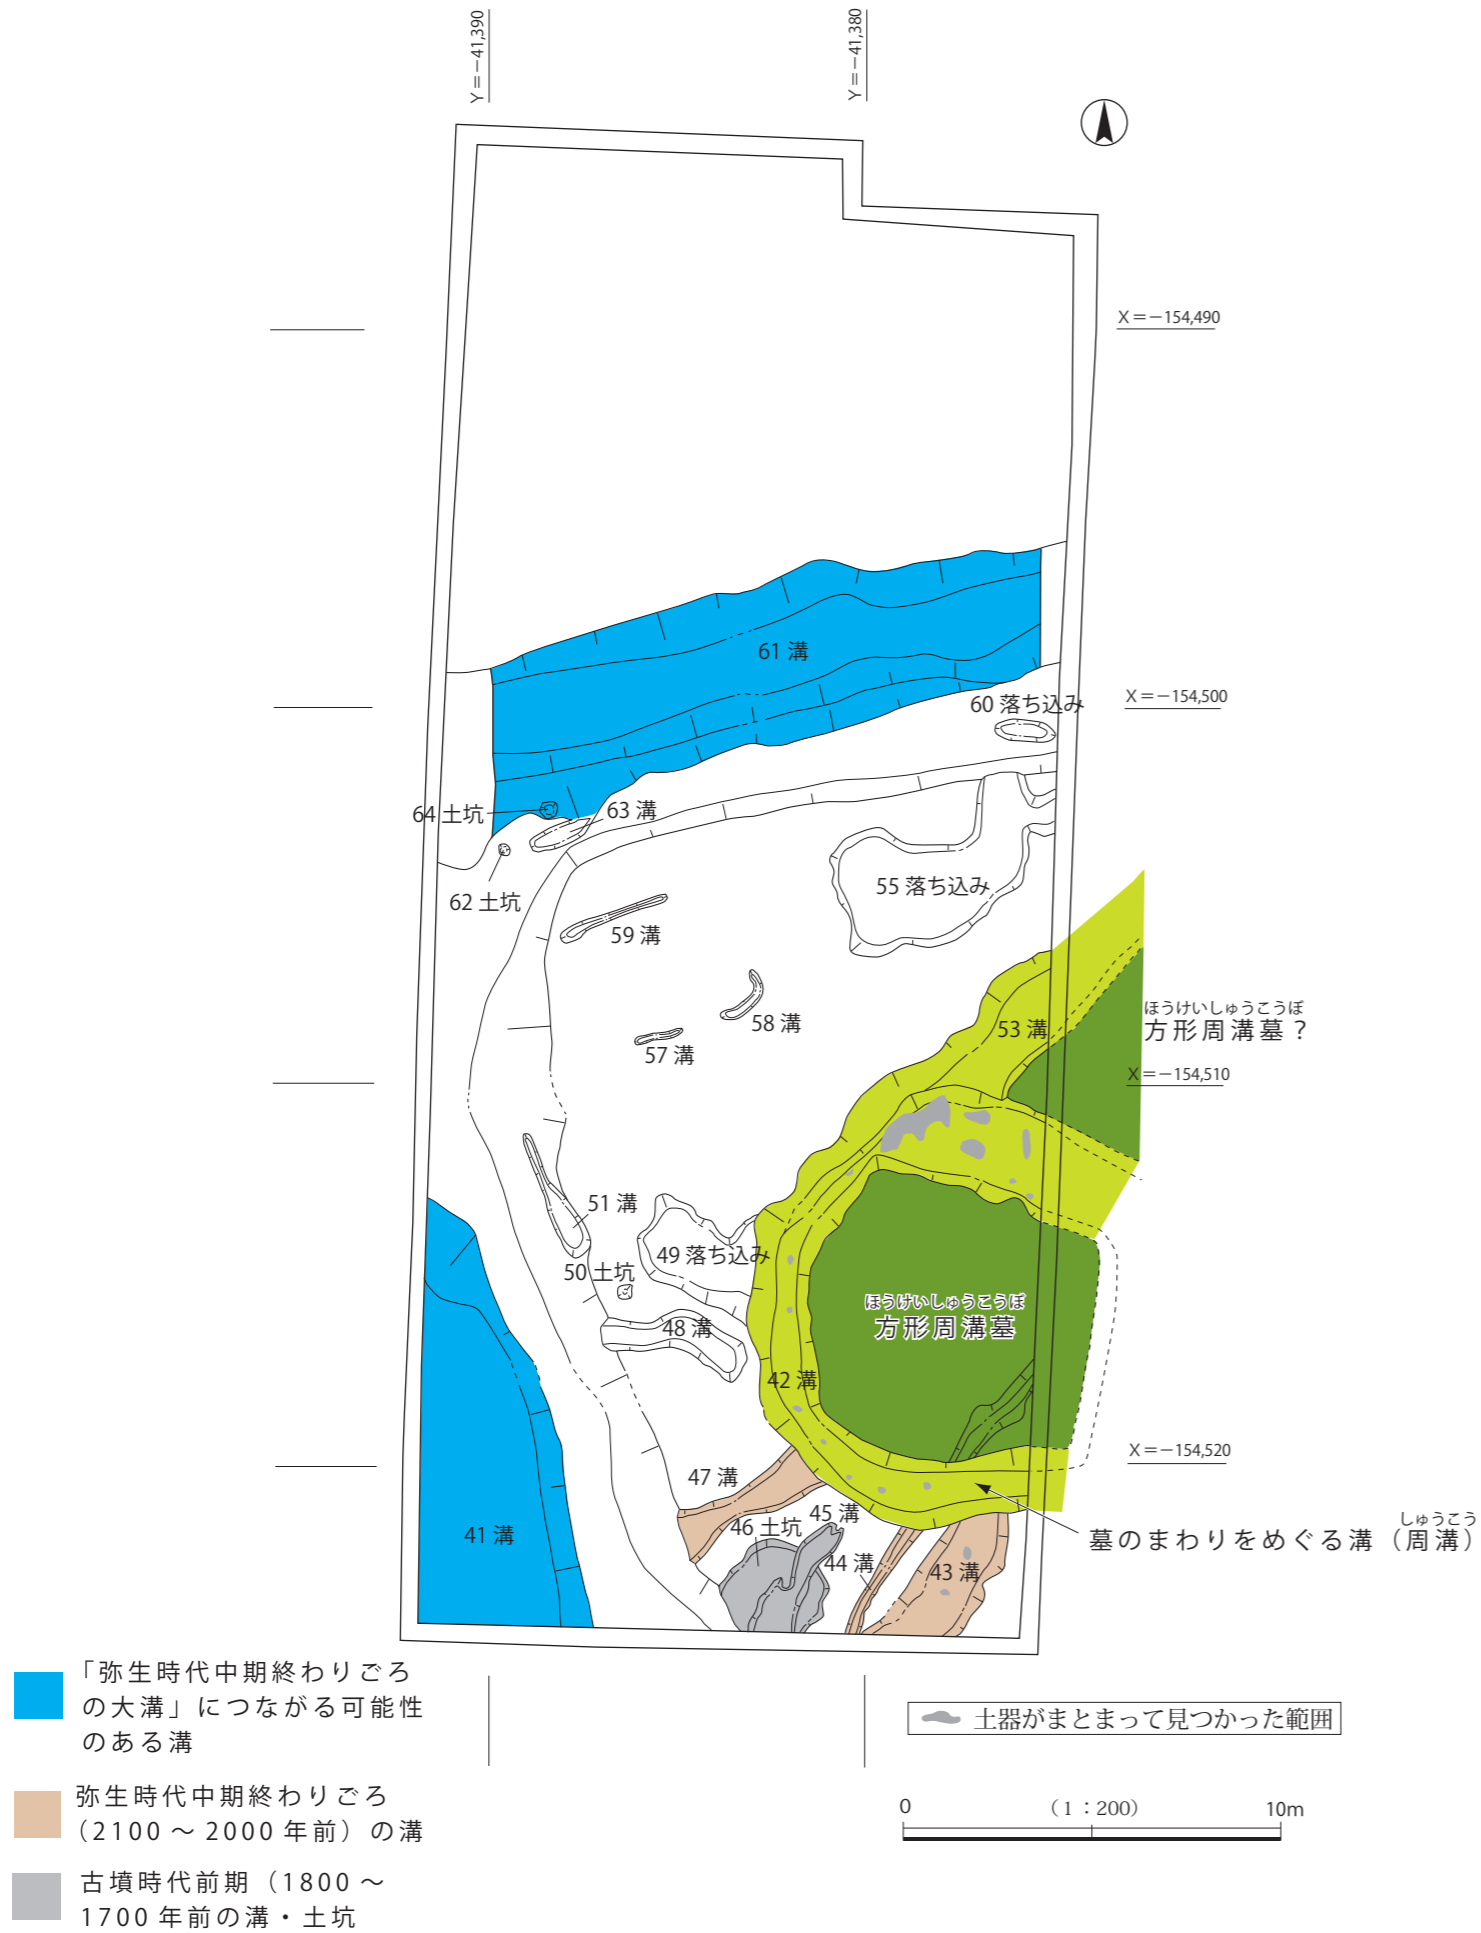 Y＝－41,390
Y＝－41,380
X＝－154,490
61 溝
X＝－154,500
60 落ち込み
64 土坑
63 溝
62 土坑
55 落ち込み
59 溝
58 溝
57 溝
53 溝
ほうけいしゅうこうぼ
方形周溝墓？
X＝－154,510
51 溝
49 落ち込み
50 土坑
48 溝
ほうけいしゅうこうぼ
方形周溝墓
42 溝
X＝－154,520
47 溝
45 溝
46 土坑
44 溝
43 溝
41 溝
しゅうこう
墓のまわりをめぐる溝（周溝）
「弥生時代中期終わりごろ
の大溝」につながる可能性
のある溝
弥生時代中期終わりごろ
（2100 ～ 2000 年前）の溝
古墳時代前期（1800 ～
1700 年前の溝・土坑
土器がまとまって見つかった範囲
0 （1：200） 10m